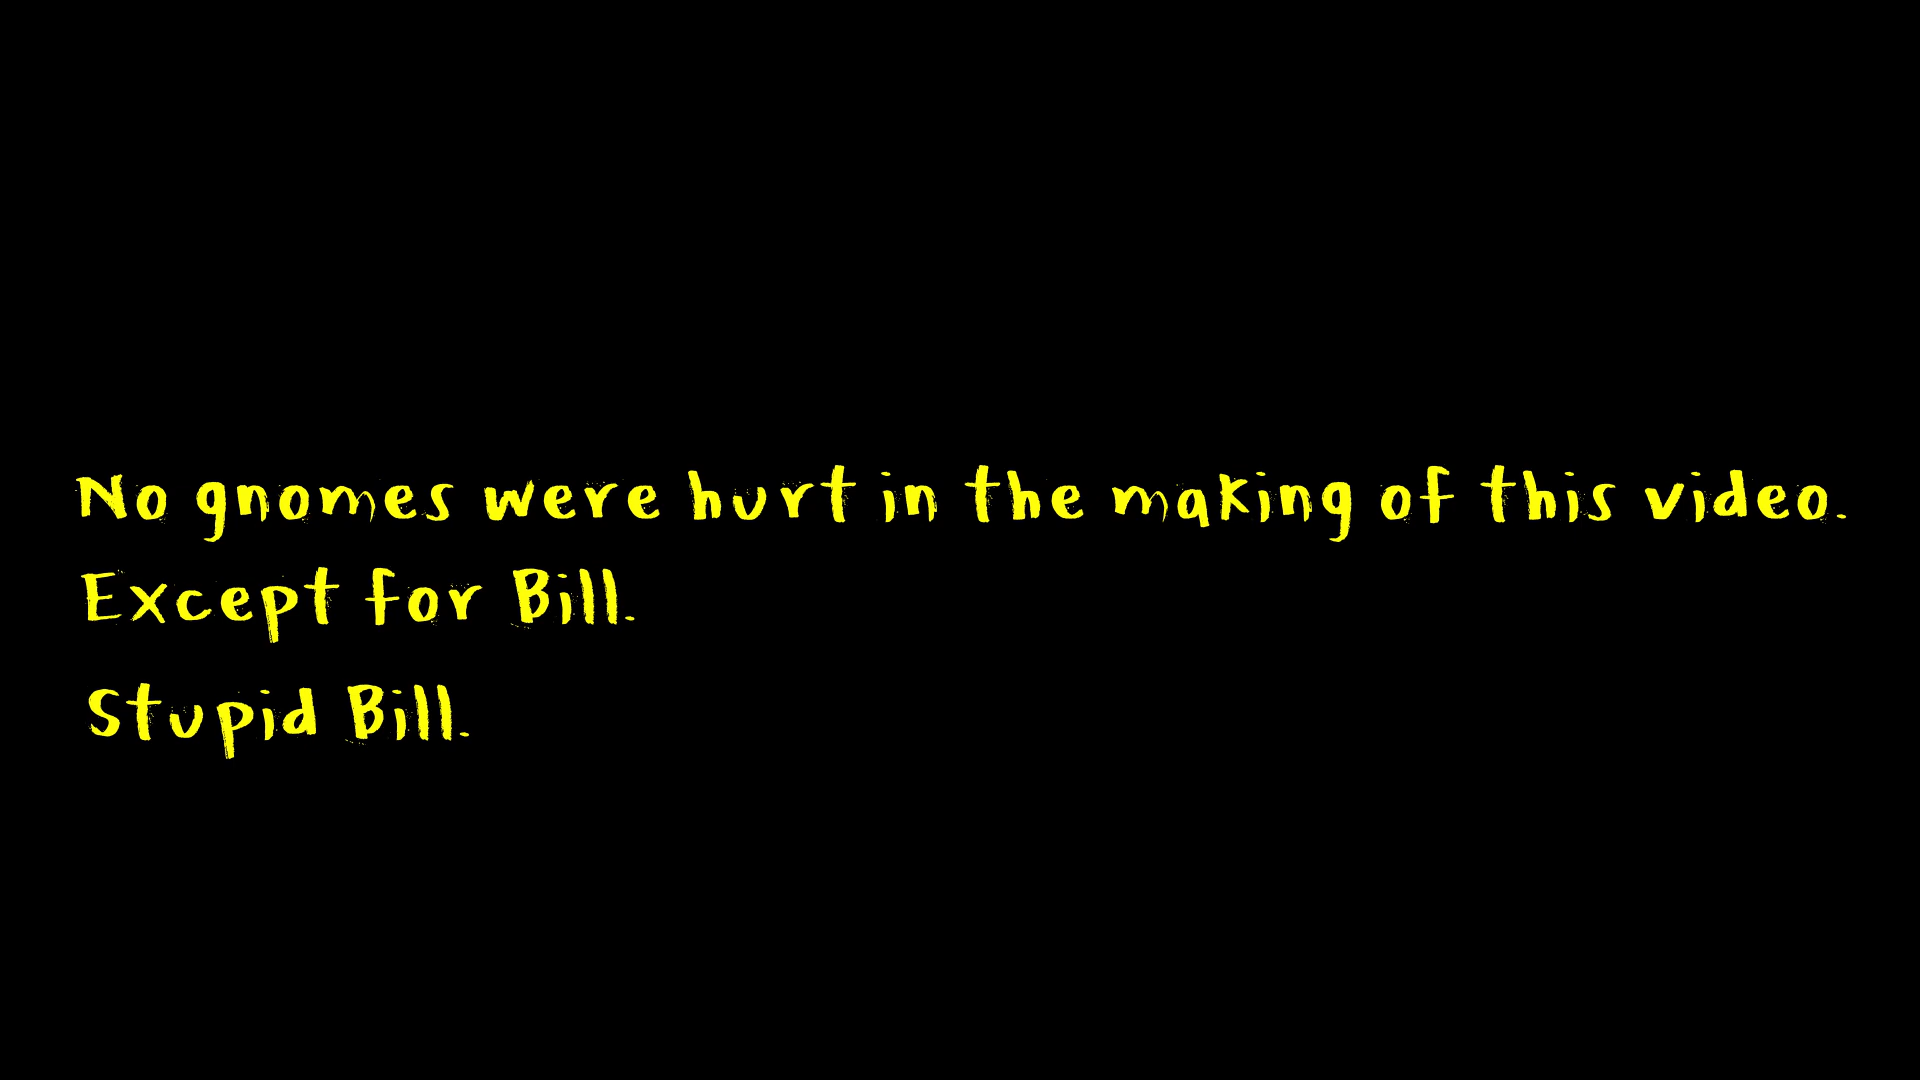 No gnomes were hurt in the making of this video.
Except for Bill.
Stupid Bill.